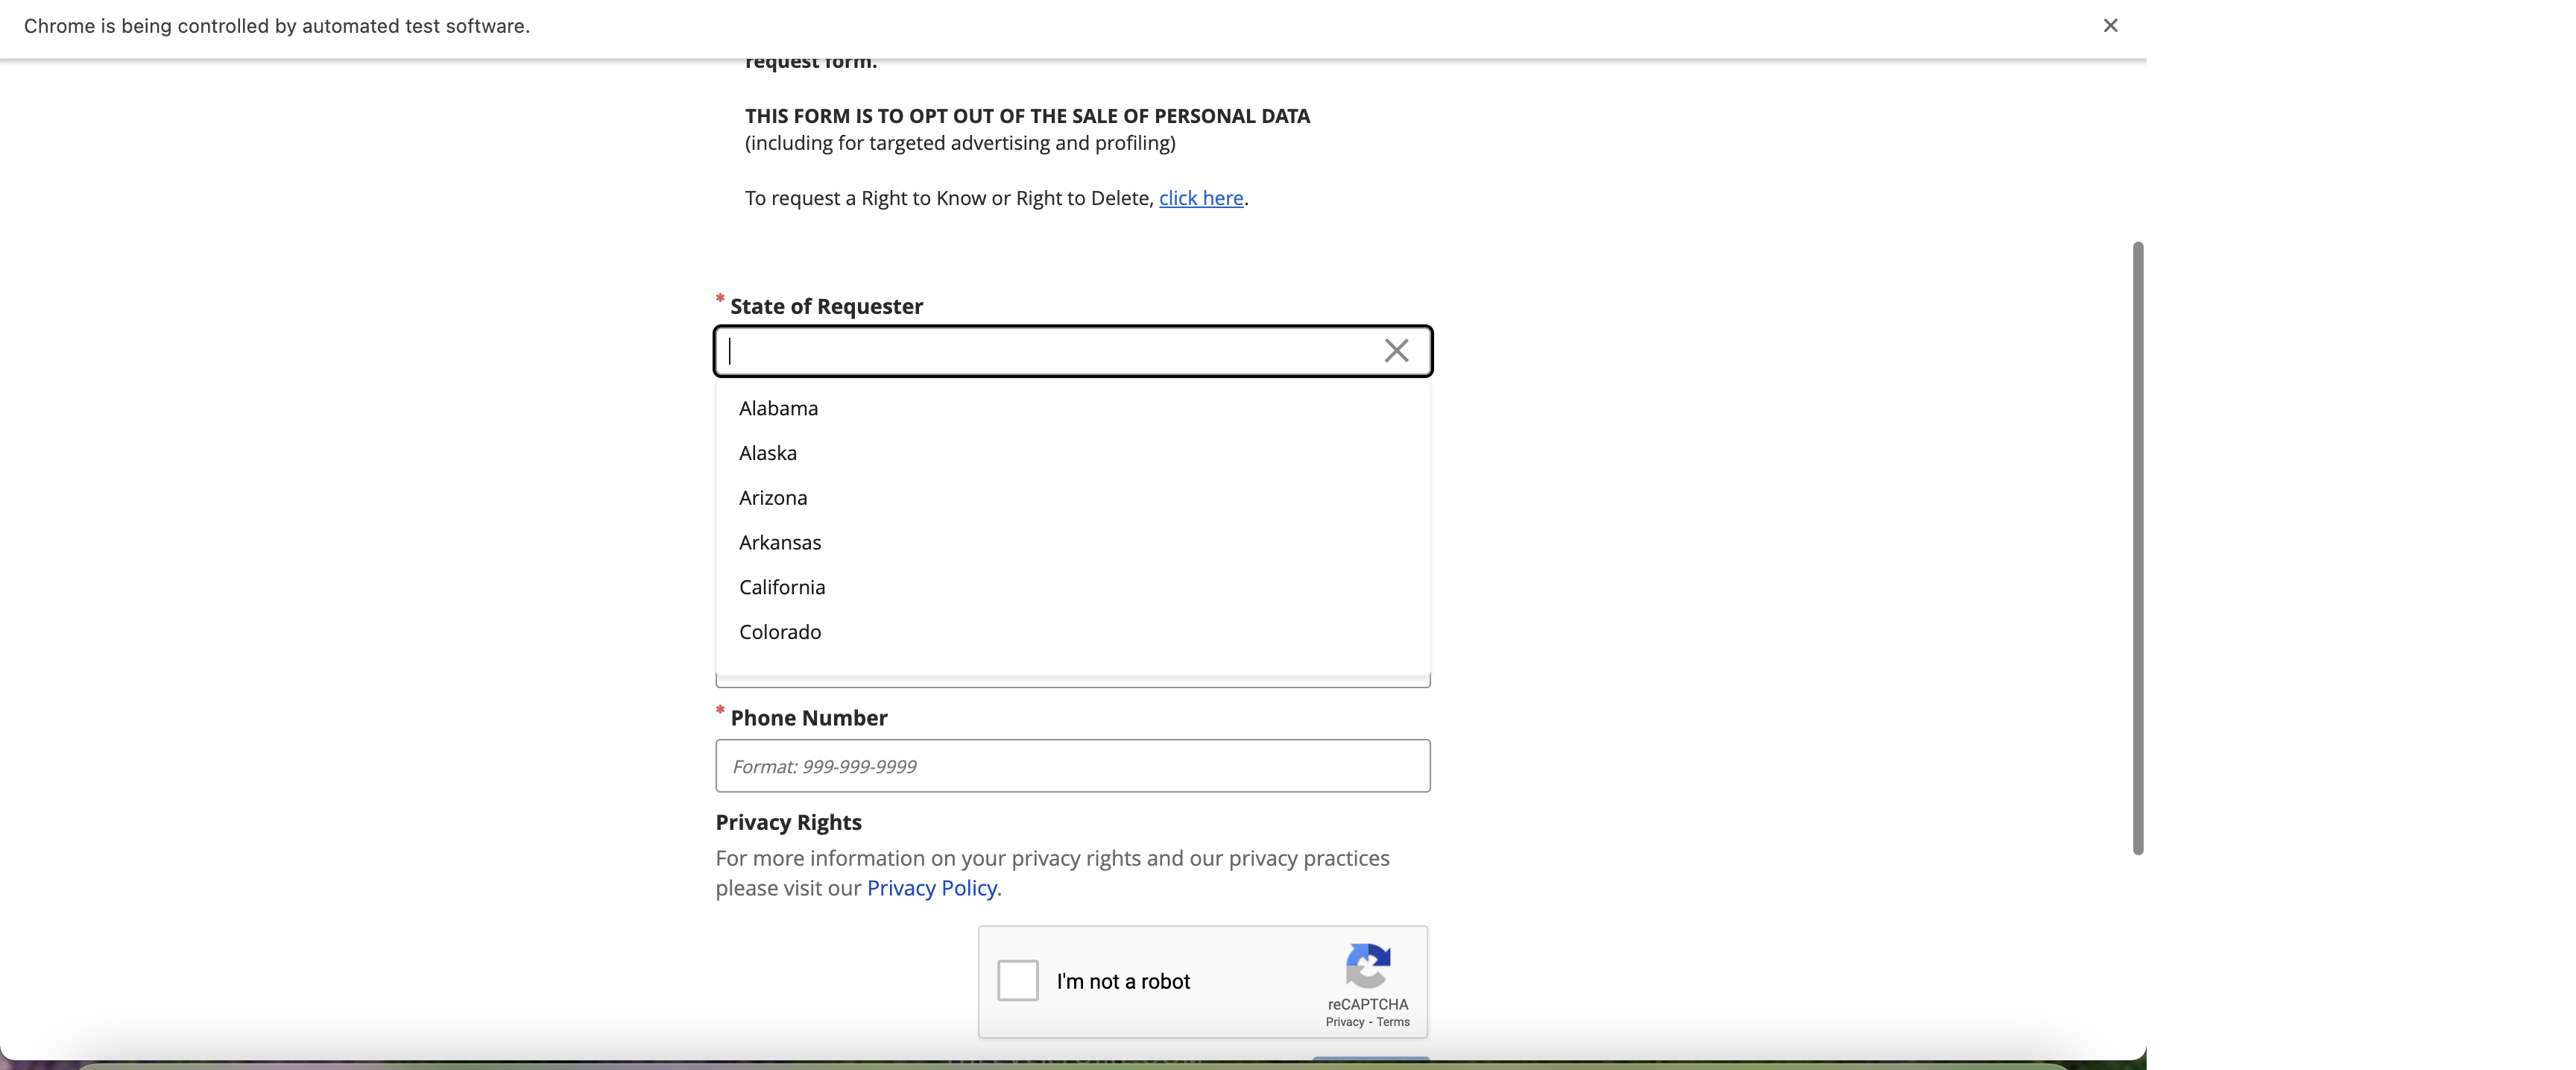 Chrome is being controlled by automated test software.
request form.
THIS FORM IS TO OPT OUT OF THE SALE OF PERSONAL DATA
(including for targeted advertising and profiling)
To request a Right to Know or Right to Delete, click here.
* State of Requester
Alabama
Alaska
Arizona
Arkansas
California
Colorado
* Phone Number
Format: 999-999-9999
Privacy Rights
For more information on your privacy rights and our privacy practices
please visit our Privacy Policy.
I'm not a robot
reCAPTCHA
Privacy - Terms